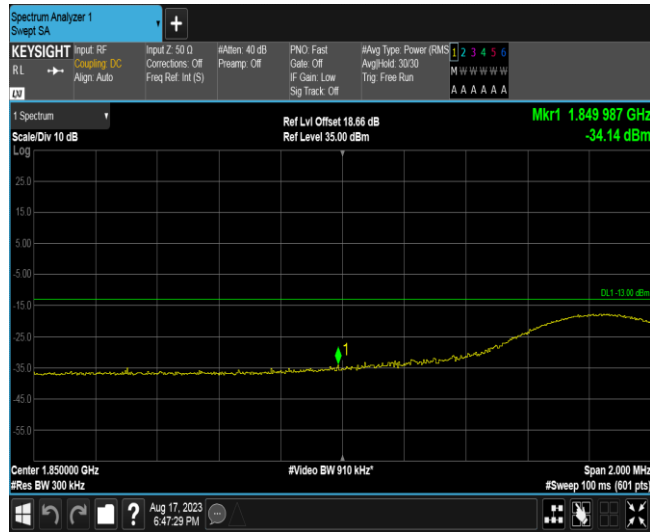 Spectrum Analyzer 1
Swept SA
KEYSIGHT
RL
LXI
Input: RF
Coupling: DC
Align: Auto
Input Z: 50 Ω
Corrections: Off
Freq Ref: Int (S)
#Atten: 40 dB
Preamp: Off
PNO: Fast
Gate: Off
IF Gain: Low
Sig Track: Off
#Avg Type: Power (RMS
Avg|Hold: 30/30
Trig: Free Run
1 2 3 4 5 6
M W W W W W
A A A A A A
1 Spectrum
Scale/Div 10 dB
Ref Lvl Offset 18.66 dB
Ref Level 35.00 dBm
Mkr1 1.849 987 GHz
-34.14 dBm
Log
25.0
15.0
5.00
-5.00
DL1 -13.00 dBm
-15.0
-25.0
1
-35.0
-45.0
-55.0
Center 1.850000 GHz
#Video BW 910 kHz*
Span 2.000 MHz
#Res BW 300 kHz
#Sweep 100 ms (601 pts)
?
Aug 17, 2023
6:47:29 PM